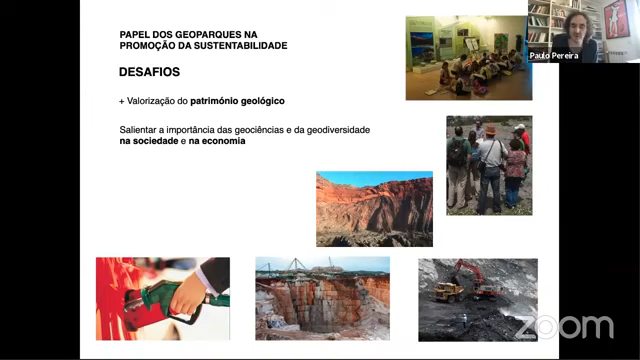 PAPEL DOS GEOPARQUES NA
PROMOÇÃO DA SUSTENTABILIDADE
DESAFIOS
+ Valorização do património geológico
Salientar a importância das geociências e da geodiversidade
na sociedade e na economia
Paulo Pereira
zoom